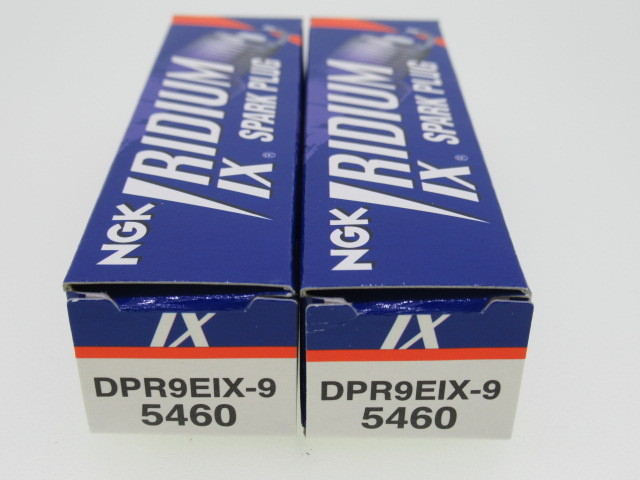 NGK IRIDIUM
IX® SPARK PLUG
IX
DPR9EIX-9
5460
NGK IRIDIUM
IX® SPARK PLUG
IX
DPR9EIX-9
5460